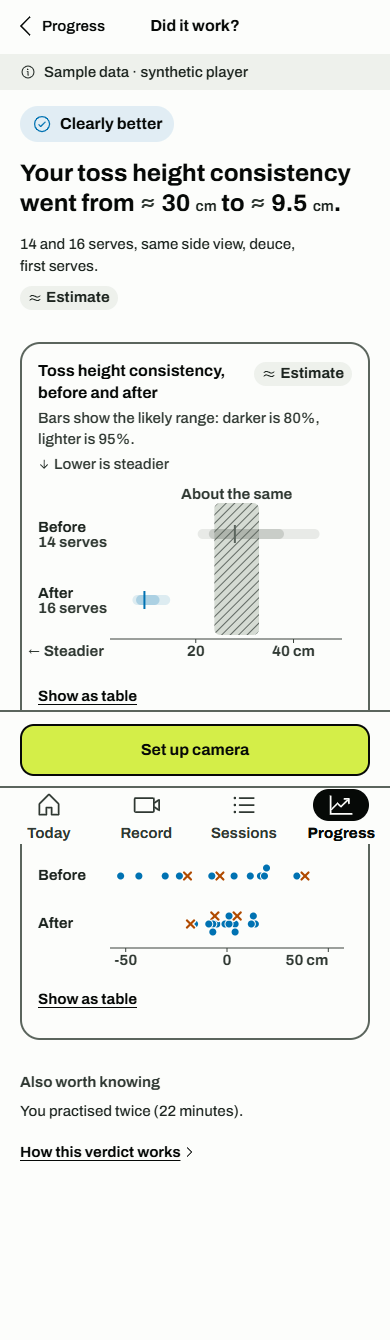 Progress
Did it work?
Sample data · synthetic player
Clearly better
Your toss height consistency
went from ≈ 30 cm to ≈ 9.5 cm.
14 and 16 serves, same side view, deuce,
first serves.
≈ Estimate
Toss height consistency,
before and after
≈ Estimate
Bars show the likely range: darker is 80%,
lighter is 95%.
↓ Lower is steadier
About the same
Before
14 serves
After
16 serves
← Steadier
20
40 cm
Show as table
Set up camera
Today
Record
Sessions
Progress
Before
After
-50
0
50 cm
Show as table
Also worth knowing
You practised twice (22 minutes).
How this verdict works